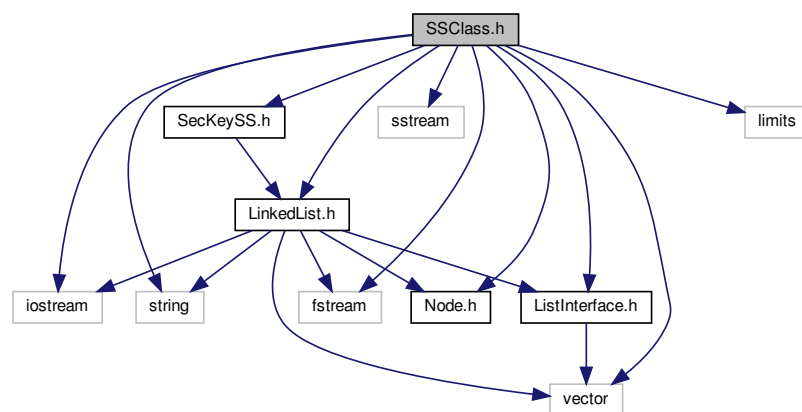 SSClass.h
SecKeySS.h
sstream
limits
LinkedList.h
iostream
string
fstream
Node.h
ListInterface.h
vector